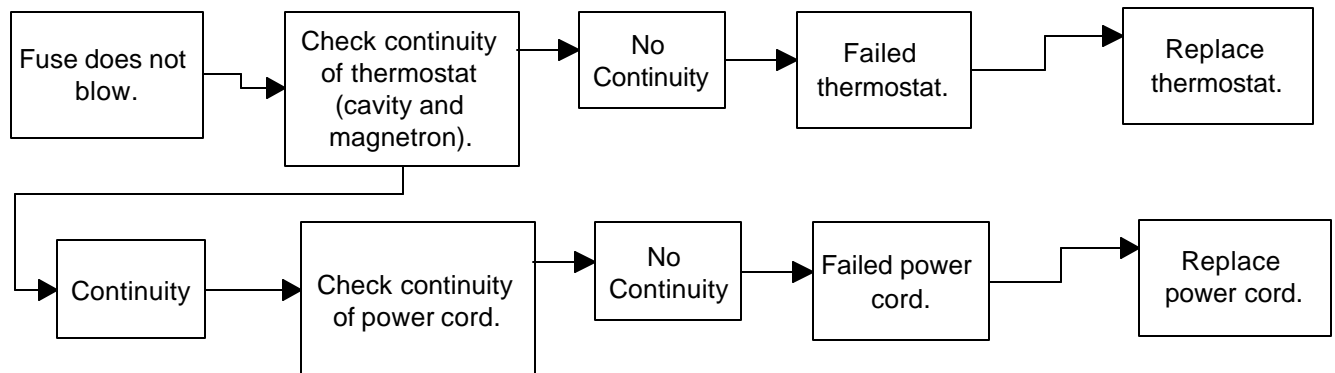 Fuse does not
blow.
Check continuity
of thermostat
(cavity and
magnetron).
No
Continuity
Failed
thermostat.
Replace
thermostat.
Continuity
Check continuity
of power cord.
No
Continuity
Failed power
cord.
Replace
power cord.